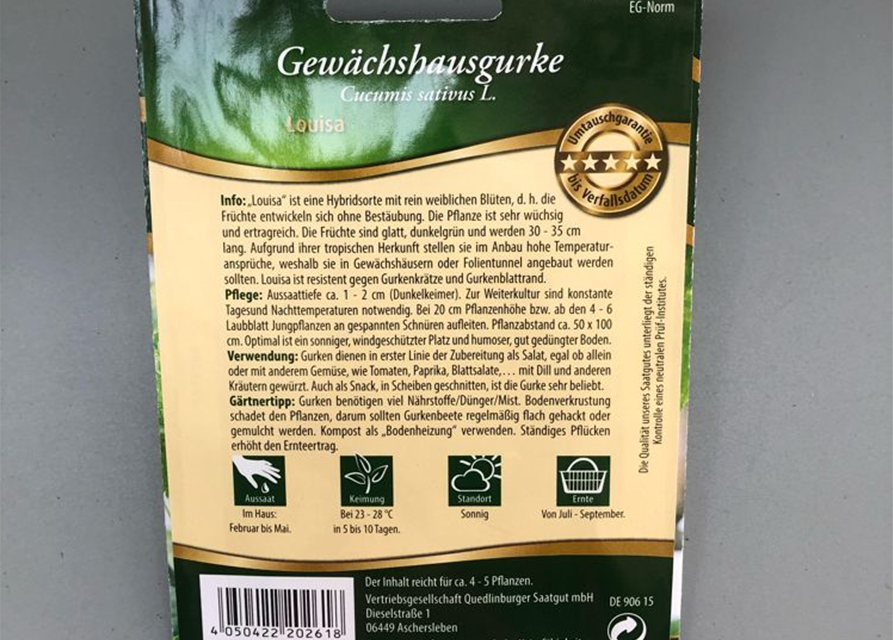 EG-Norm
Gewächshausgurke
Cucumis sativus L.
Louisa
Umtauschgarantie
bis Verfallsdatum
Info: „Louisa“ ist eine Hybridsorte mit rein weiblichen Blüten, d. h. die
Früchte entwickeln sich ohne Bestäubung. Die Pflanze ist sehr wüchsig
und ertragreich. Die Früchte sind glatt, dunkelgrün und werden 30 - 35 cm
lang. Aufgrund ihrer tropischen Herkunft stellen sie im Anbau hohe Temperatur-
ansprüche, weshalb sie in Gewächshäusern oder Folientunnel angebaut werden
sollten. Louisa ist resistent gegen Gurkenkrätze und Gurkenblattrand.
Pflege: Aussaattiefe ca. 1 - 2 cm (Dunkelkeimer). Zur Weiterkultur sind konstante
Tagesund Nachttemperaturen notwendig. Bei 20 cm Pflanzenhöhe bzw. ab den 4 - 6
Laubblatt Jungpflanzen an gespannten Schnüren aufleiten. Pflanzabstand ca. 50 x 100
cm. Optimal ist ein sonniger, windgeschützter Platz und humoser, gut gedüngter Boden.
Verwendung: Gurken dienen in erster Linie der Zubereitung als Salat, egal ob allein
oder mit anderem Gemüse, wie Tomaten, Paprika, Blattsalate,… mit Dill und anderen
Kräutern gewürzt. Auch als Snack, in Scheiben geschnitten, ist die Gurke sehr beliebt.
Gärtnertipp: Gurken benötigen viel Nährstoffe/Dünger/Mist. Bodenverkrustung
schadet den Pflanzen, darum sollten Gurkenbeete regelmäßig flach gehackt oder
gemulcht werden. Kompost als „Bodenheizung“ verwenden. Ständiges Pflücken
erhöht den Ernteertrag.
Die Qualität unseres Saatgutes unterliegt der ständigen
Kontrolle eines neutralen Prüf-Institutes.
Aussaat
Im Haus:
Februar bis Mai.
Keimung
Bei 23 - 28 °C
in 5 bis 10 Tagen.
Standort
Sonnig
Ernte
Von Juli - September.
Der Inhalt reicht für ca. 4 - 5 Pflanzen.
Vertriebsgesellschaft Quedlinburger Saatgut mbH
Dieselstraße 1
06449 Aschersleben
DE 906 15
4 050422 202618